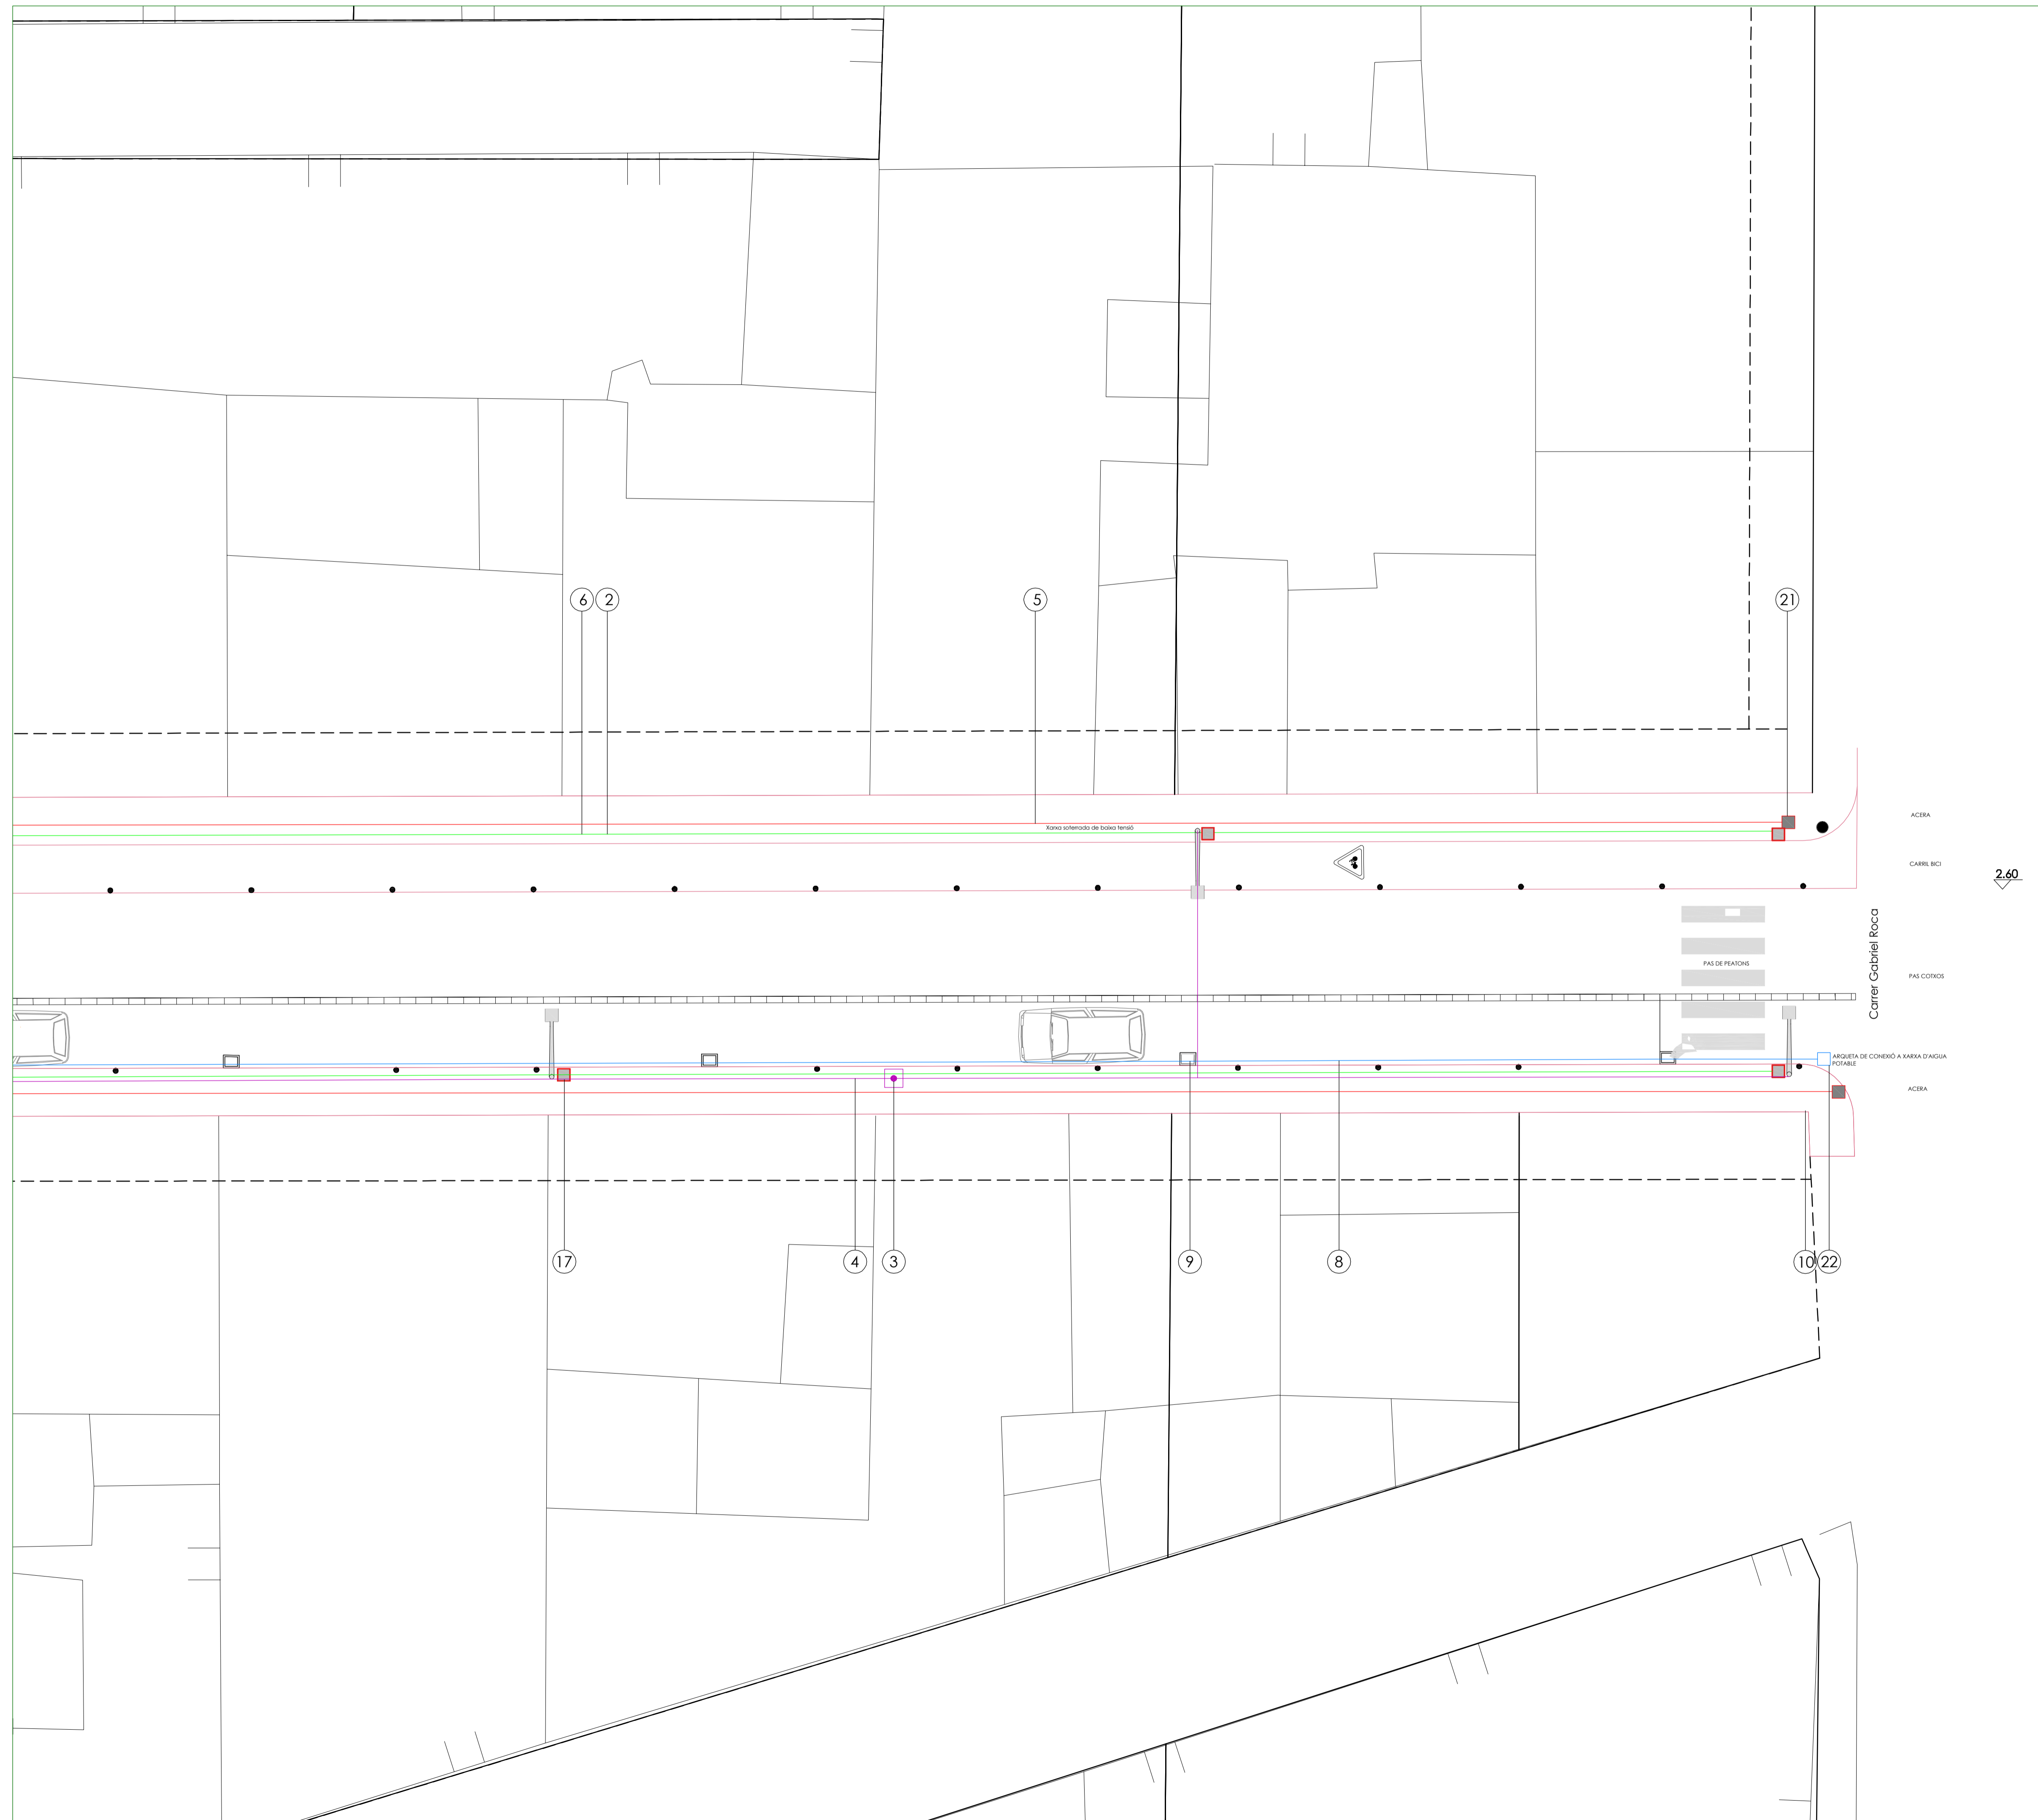 6
2
5
21
ACERA
Xarxa soterrada de baixa tensió
CARRIL BICI
2.60
Carrer Gabriel Roca
PAS DE PEATONS
PAS COTXOS
ARQUETA DE CONEXIÓ A XARXA D'AIGUA
POTABLE
ACERA
17
4
3
9
8
10
22